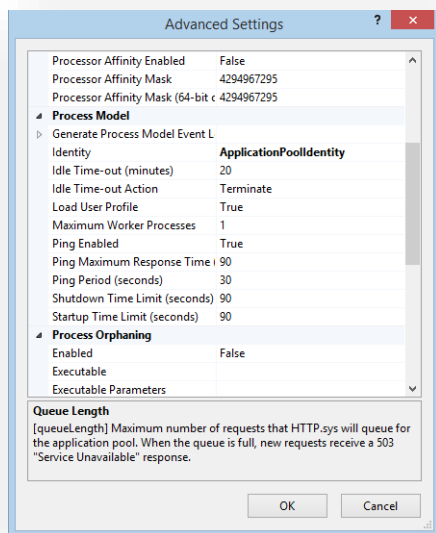 Advanced Settings ? ×
Processor Affinity Enabled False
Processor Affinity Mask 4294967295
Processor Affinity Mask (64-bit c 4294967295
Process Model
Generate Process Model Event L
Identity ApplicationPoolIdentity
Idle Time-out (minutes) 20
Idle Time-out Action Terminate
Load User Profile True
Maximum Worker Processes 1
Ping Enabled True
Ping Maximum Response Time ( 90
Ping Period (seconds) 30
Shutdown Time Limit (seconds) 90
Startup Time Limit (seconds) 90
Process Orphaning
Enabled False
Executable
Executable Parameters
Queue Length
[queueLength] Maximum number of requests that HTTP.sys will queue for
the application pool. When the queue is full, new requests receive a 503
"Service Unavailable" response.
OK Cancel